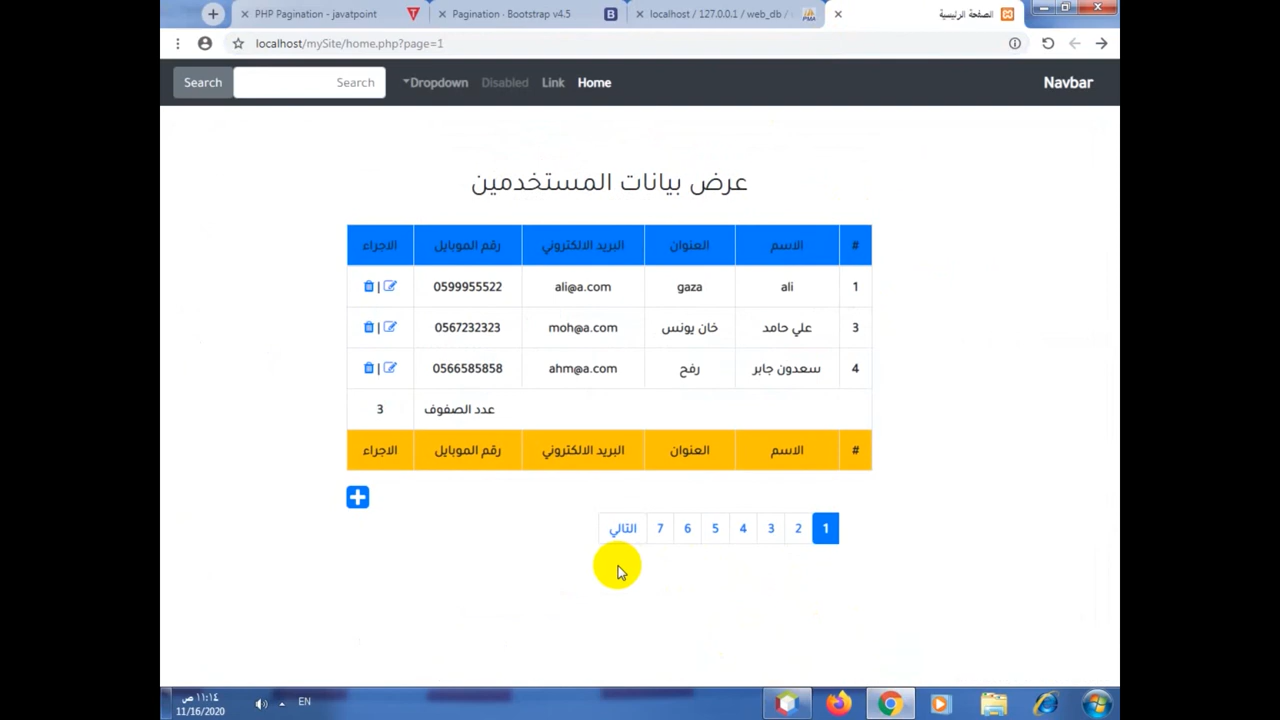 PHP Pagination - javatpoint
Pagination · Bootstrap v4.5
localhost / 127.0.0.1 / web_db /
الصفحة الرئيسية
localhost/mySite/home.php?page=1
Navbar
Home
Link
Disabled
Dropdown
Search
Search
عرض بيانات المستخدمين
# الاسم العنوان البريد الالكتروني رقم الموبايل الاجراء
1 ali gaza ali@a.com 0599955522 |
3 علي حامد خان يونس moh@a.com 0567232323 |
4 سعدون جابر رفح ahm@a.com 0566585858 |
عدد الصفوف 3
# الاسم العنوان البريد الالكتروني رقم الموبايل الاجراء
1 2 3 4 5 6 7 التالي
EN
١١:١٤ ص
11/16/2020